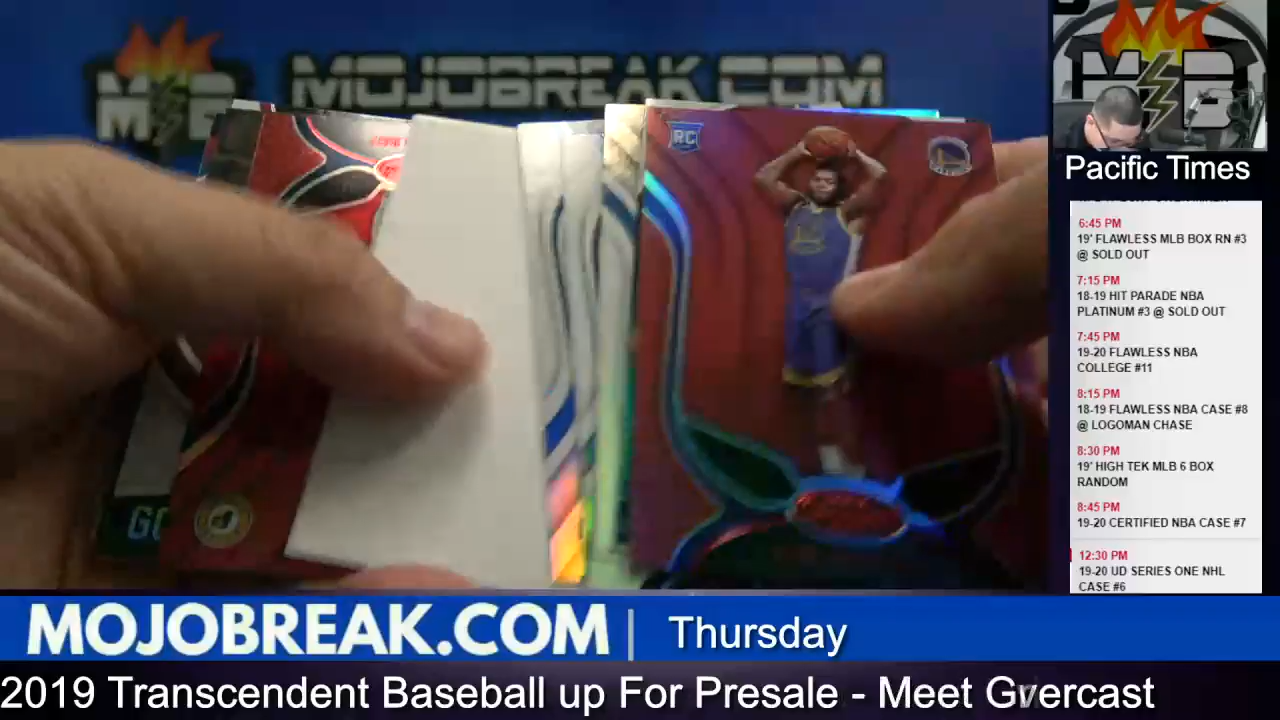 MOJOBREAK.COM
MB
RC
GO
Pacific Times
6:45 PM
19' FLAWLESS MLB BOX RN #3
@ SOLD OUT
7:15 PM
18-19 HIT PARADE NBA
PLATINUM #3 @ SOLD OUT
7:45 PM
19-20 FLAWLESS NBA
COLLEGE #11
8:15 PM
18-19 FLAWLESS NBA CASE #8
@ LOGOMAN CHASE
8:30 PM
19' HIGH TEK MLB 6 BOX
RANDOM
8:45 PM
19-20 CERTIFIED NBA CASE #7
12:30 PM
19-20 UD SERIES ONE NHL
CASE #6
MOJOBREAK.COM | Thursday
2019 Transcendent Baseball up For Presale - Meet